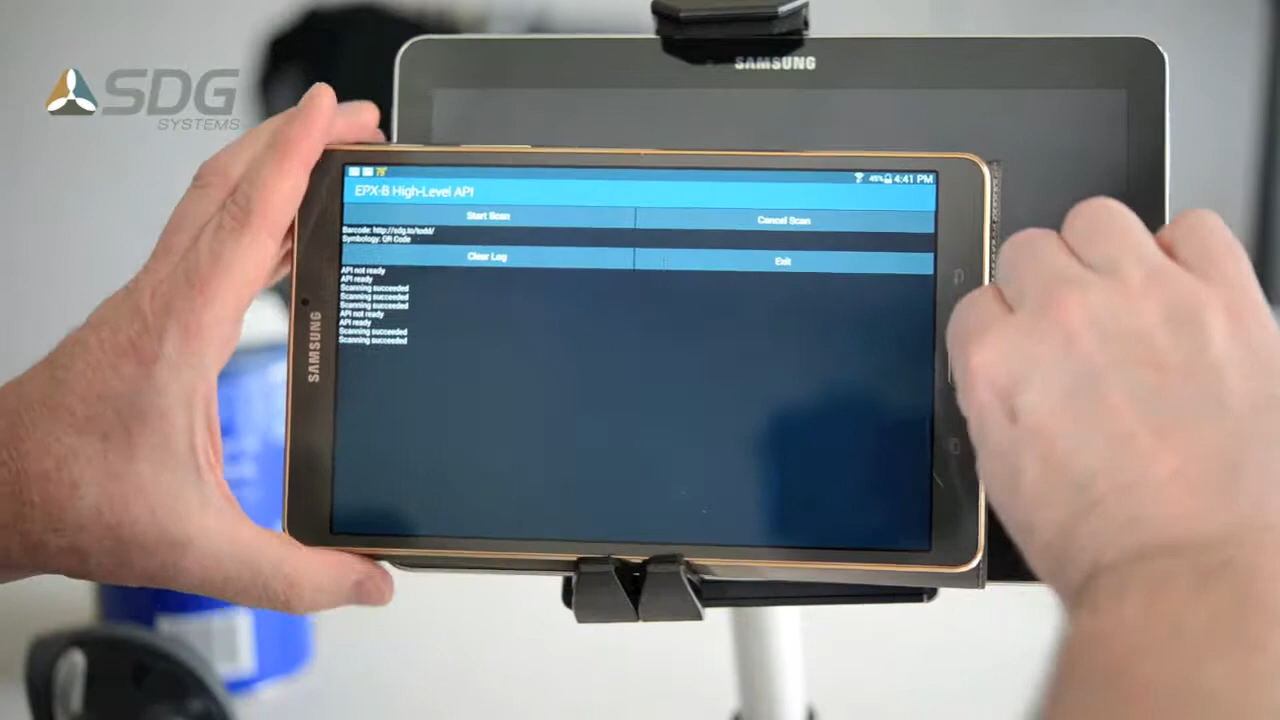 SDG
SYSTEMS
SAMSUNG
45% 4:41 PM
EPX-B High-Level API
Start Scan
Cancel Scan
Barcode: http://sdg.to/todd/
Symbology: QR Code
Clear Log
Exit
API not ready
API ready
Scanning succeeded
Scanning succeeded
Scanning succeeded
API not ready
API ready
Scanning succeeded
Scanning succeeded
SAMSUNG